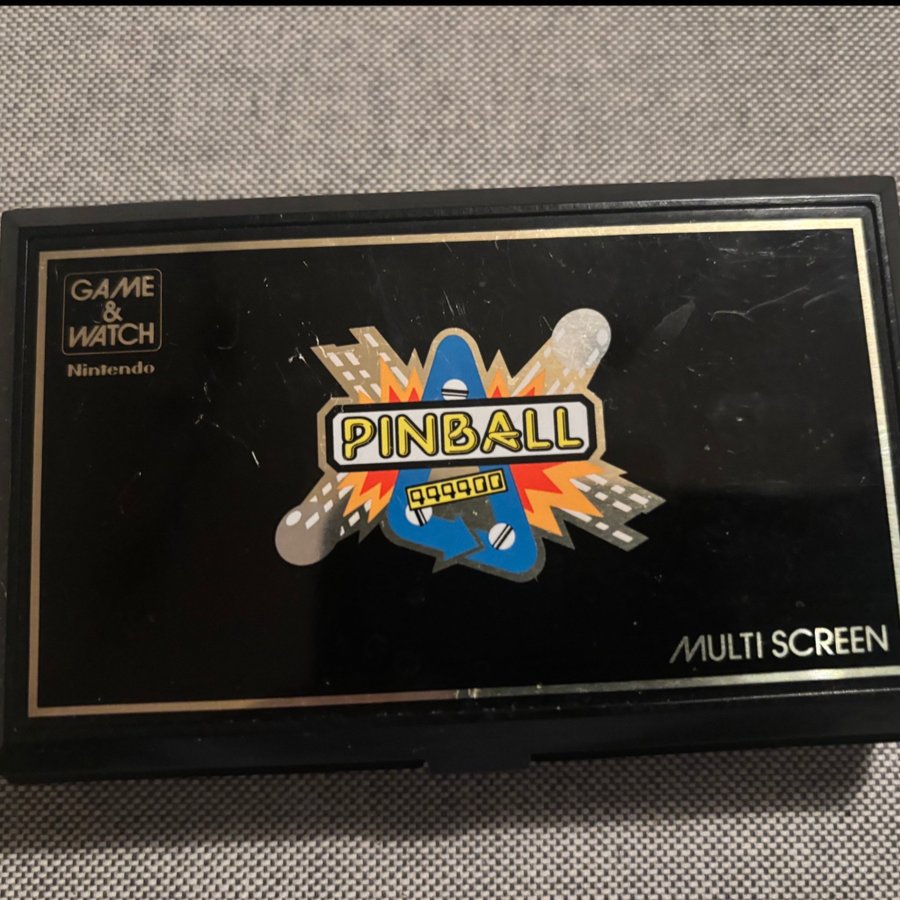 GAME
&
WATCH
Nintendo
PINBALL
999900
MULTI SCREEN